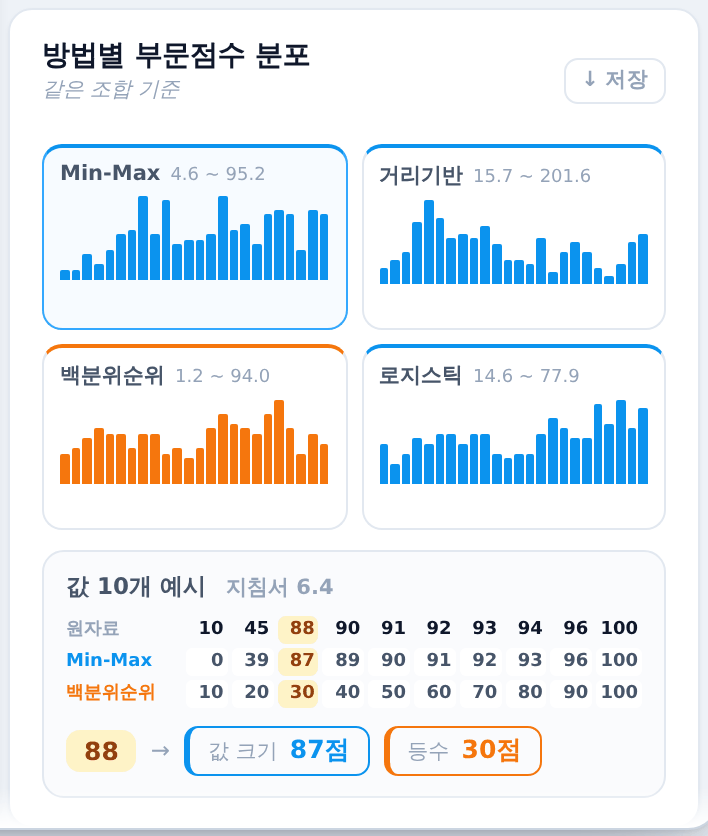 방법별 부문점수 분포
같은 조합 기준
↓ 저장
Min-Max 4.6 ~ 95.2
거리기반 15.7 ~ 201.6
백분위순위 1.2 ~ 94.0
로지스틱 14.6 ~ 77.9
값 10개 예시 지침서 6.4
원자료 10 45 88 90 91 92 93 94 96 100
Min-Max 0 39 87 89 90 91 92 93 96 100
백분위순위 10 20 30 40 50 60 70 80 90 100
88 → 값 크기 87점 등수 30점